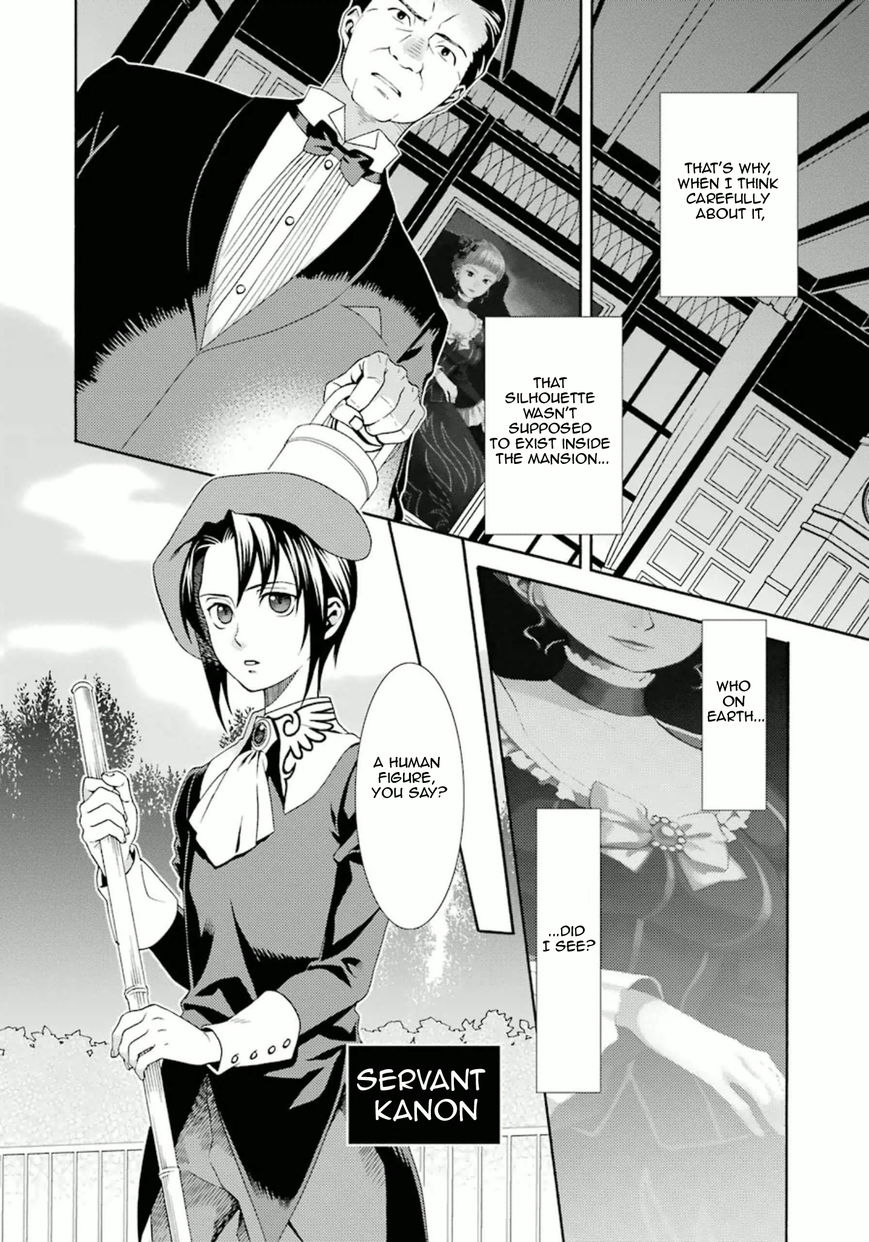 THAT'S WHY,
WHEN I THINK
CAREFULLY
ABOUT IT,
THAT
SILHOUETTE
WASN'T
SUPPOSED
TO EXIST INSIDE
THE MANSION...
WHO
ON
EARTH...
...DID
I SEE?
A HUMAN
FIGURE,
YOU SAY?
SERVANT
KANON